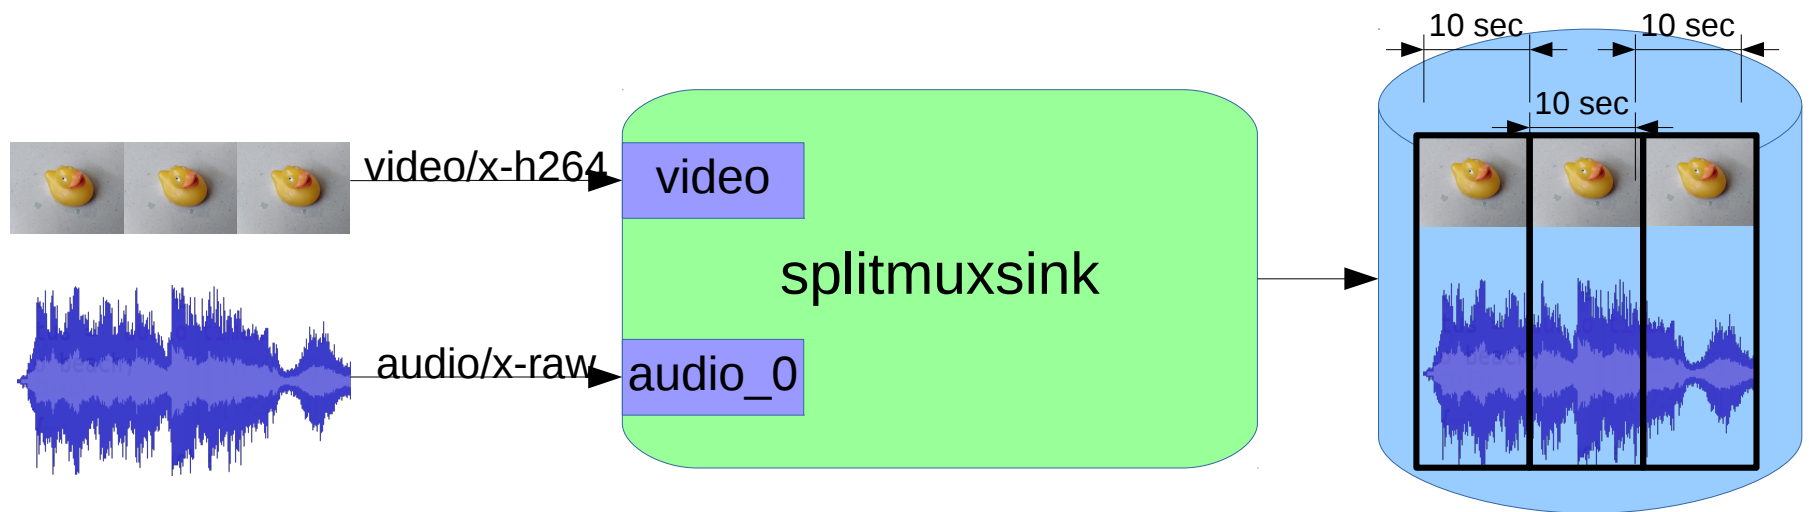 10 sec
10 sec
10 sec
video/x-h264
video
splitmuxsink
audio/x-raw
audio_0